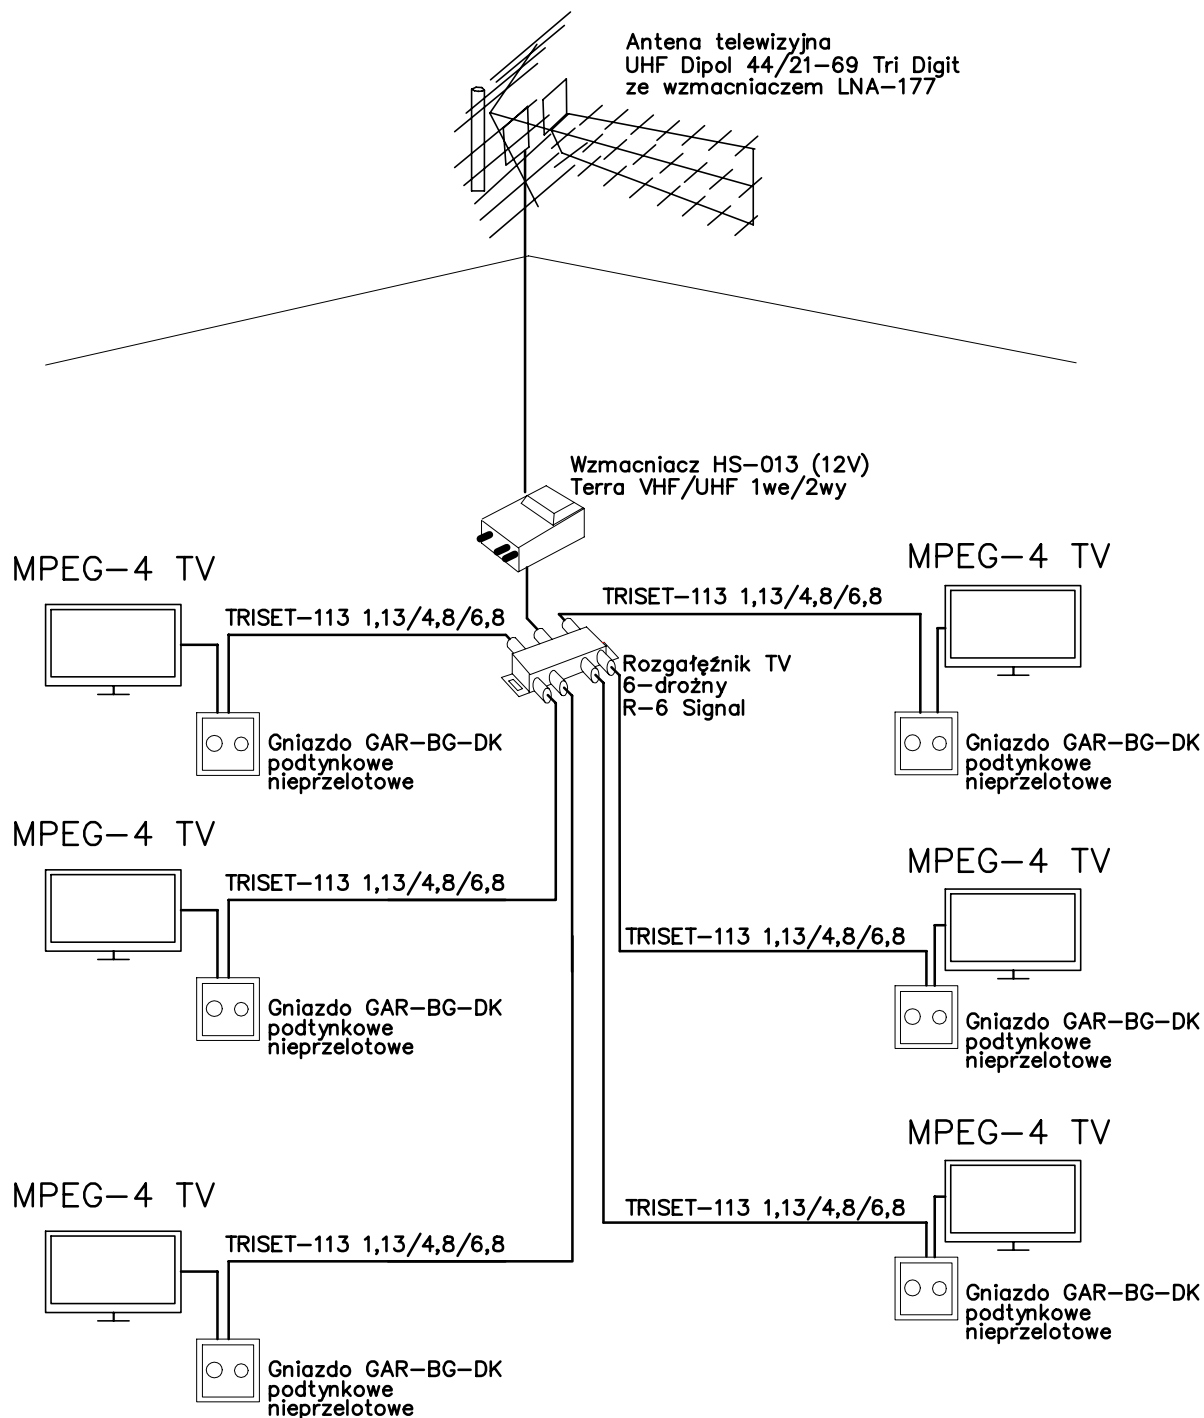 Antena telewizyjna
UHF Dipol 44/21-69 Tri Digit
ze wzmacniaczem LNA-177
Wzmacniacz HS-013 (12V)
Terra VHF/UHF 1we/2wy
MPEG-4 TV
MPEG-4 TV
TRISET-113 1,13/4,8/6,8
TRISET-113 1,13/4,8/6,8
Rozgałęźnik TV
6-drożny
R-6 Signal
Gniazdo GAR-BG-DK
podtynkowe
nieprzelotowe
Gniazdo GAR-BG-DK
podtynkowe
nieprzelotowe
MPEG-4 TV
MPEG-4 TV
TRISET-113 1,13/4,8/6,8
TRISET-113 1,13/4,8/6,8
Gniazdo GAR-BG-DK
podtynkowe
nieprzelotowe
Gniazdo GAR-BG-DK
podtynkowe
nieprzelotowe
MPEG-4 TV
MPEG-4 TV
TRISET-113 1,13/4,8/6,8
TRISET-113 1,13/4,8/6,8
Gniazdo GAR-BG-DK
podtynkowe
nieprzelotowe
Gniazdo GAR-BG-DK
podtynkowe
nieprzelotowe